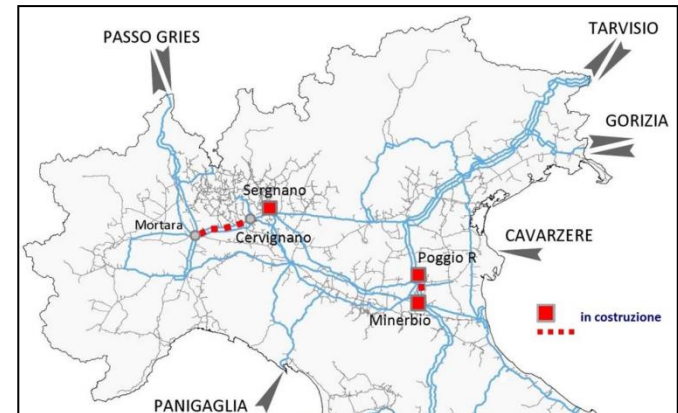 TARVISIO
PASSO GRIES
GORIZIA
Sergnano
Mortara
Cervignano
CAVARZERE
Poggio R
Minerbio
in costruzione
PANIGAGLIA